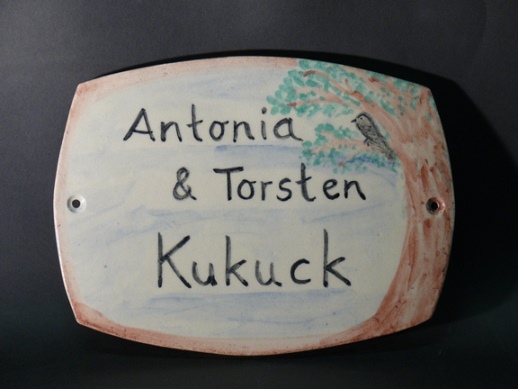 Antonia
& Torsten
Kukuck